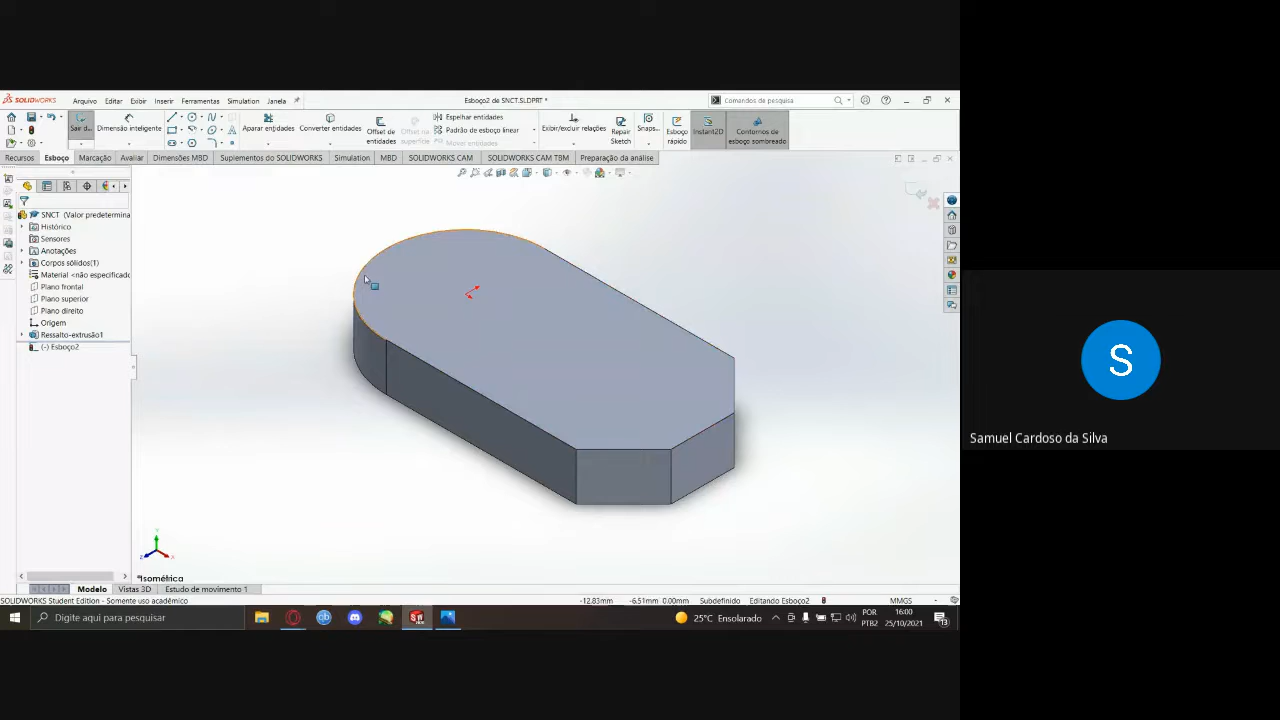 SOLIDWORKS Arquivo Editar Exibir Inserir Ferramentas Simulation Janela Esboço2 de SNCT.SLDPRT * Comandos de pesquisa
Sair d... Dimensão inteligente Aparar entidades Converter entidades Offset de entidades Offset na superfície Espelhar entidades Padrão de esboço linear Mover entidades Exibir/excluir relações Repair Sketch Snaps... Esboço rápido Instant2D Contornos de esboço sombreado
Recursos Esboço Marcação Avaliar Dimensões MBD Suplementos do SOLIDWORKS Simulation MBD SOLIDWORKS CAM SOLIDWORKS CAM TBM Preparação da análise
SNCT (Valor predetermina
Histórico
Sensores
Anotações
Corpos sólidos(1)
Material <não especificado
Plano frontal
Plano superior
Plano direito
Origem
Ressalto-extrusão1
(-) Esboço2
S
Samuel Cardoso da Silva
Y
Z X
*Isométrica
Modelo Vistas 3D Estudo de movimento 1
SOLIDWORKS Student Edition - Somente uso acadêmico -12.83mm -6.51mm 0.00mm Subdefinido Editando Esboço2 MMGS
Digite aqui para pesquisar 25°C Ensolarado POR PTB2 16:00 25/10/2021 13